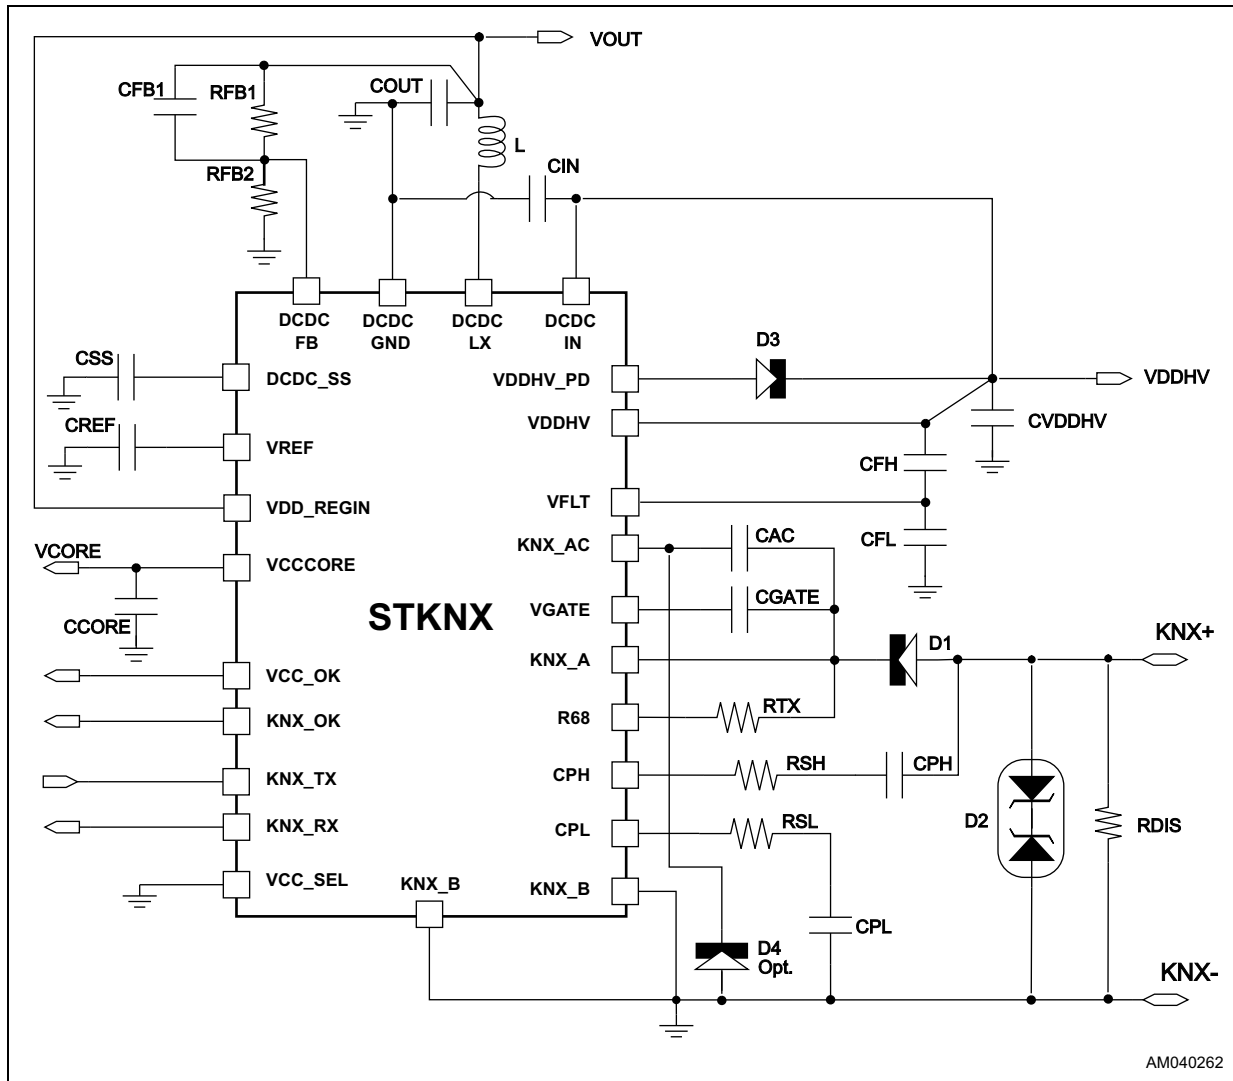 VOUT
CFB1
RFB1
COUT
L
RFB2
CIN
DCDC
FB
DCDC
GND
DCDC
LX
DCDC
IN
CSS
DCDC_SS
VDDHV_PD
D3
VDDHV
CREF
VREF
VDDHV
CVDDHV
CFH
VDD_REGIN
VFLT
CFL
VCORE
VCCCORE
KNX_AC
CAC
CCORE
STKNX
VGATE
CGATE
KNX_A
D1
KNX+
VCC_OK
R68
RTX
KNX_OK
KNX_TX
CPH
RSH
CPH
KNX_RX
CPL
RSL
D2
RDIS
VCC_SEL
KNX_B
KNX_B
CPL
D4
Opt.
KNX-
AM040262